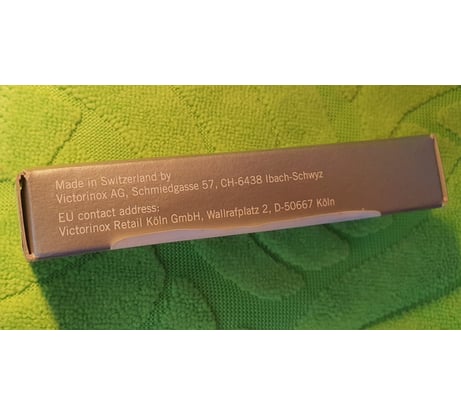 Made in Switzerland by
Victorinox AG, Schmiedgasse 57, CH-6438 Ibach-Schwyz
EU contact address:
Victorinox Retail Köln GmbH, Wallrafplatz 2, D-50667 Köln